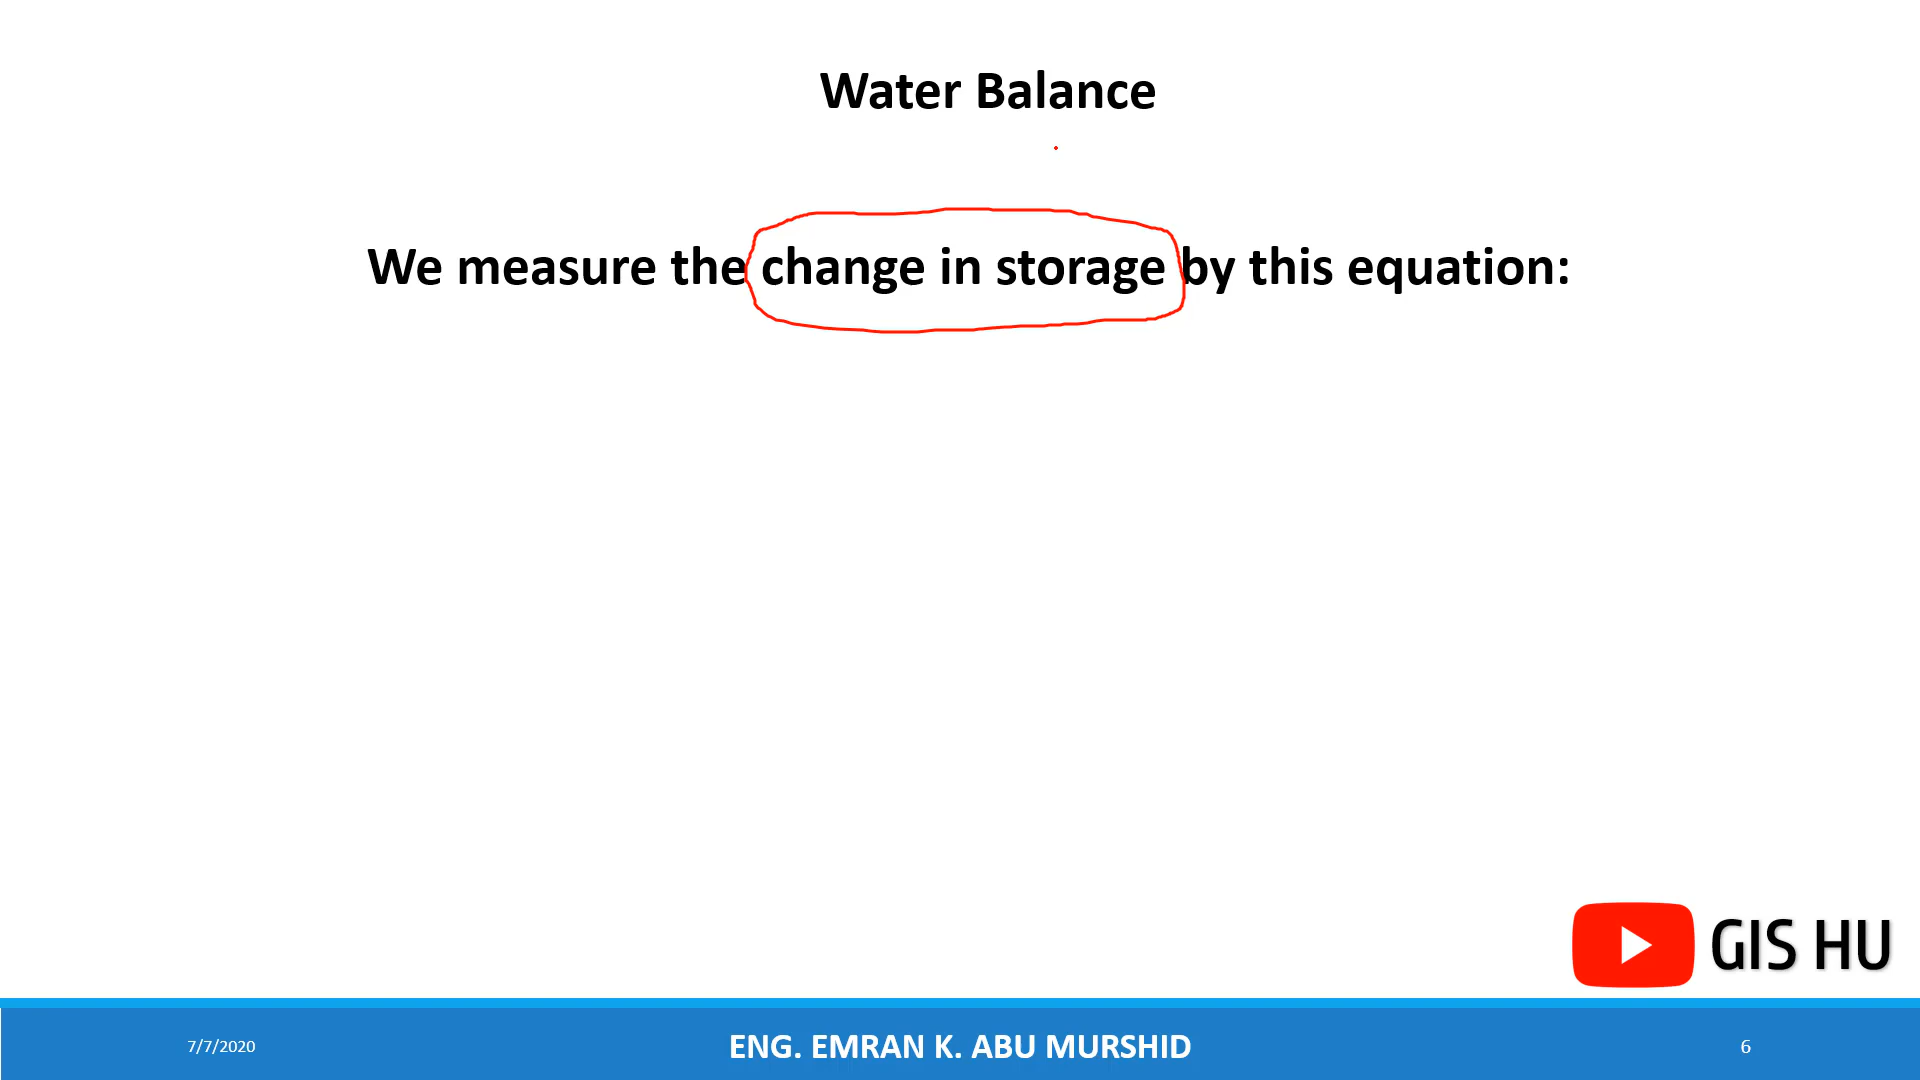 Water Balance
We measure the change in storage by this equation:
GIS HU
7/7/2020
ENG. EMRAN K. ABU MURSHID
6